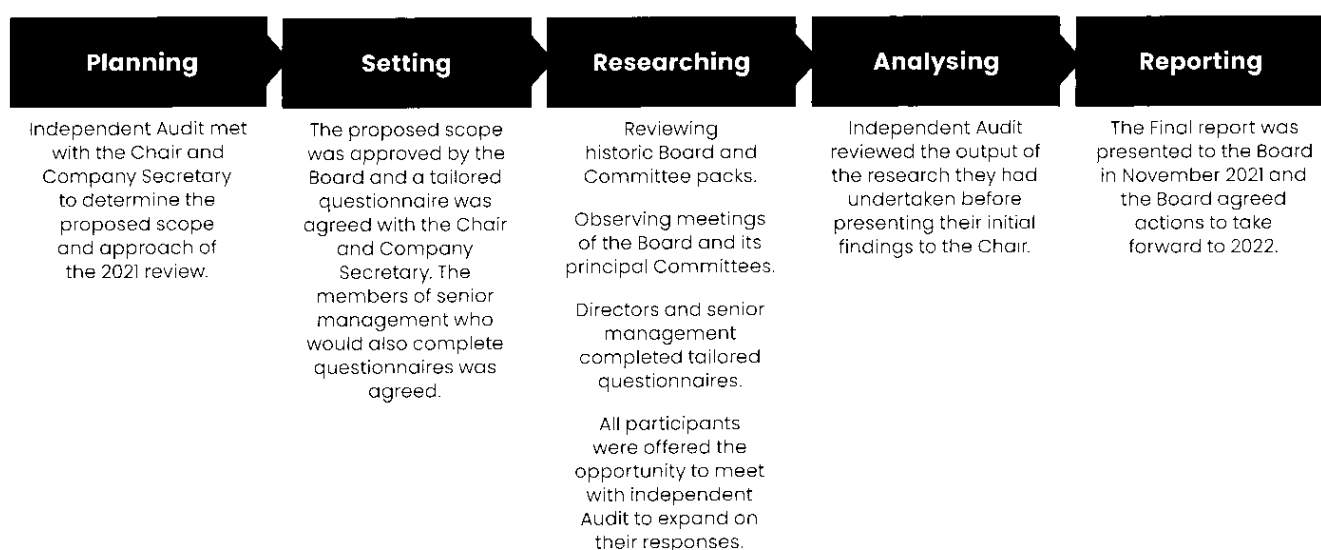 Planning
Independent Audit met
with the Chair and
Company Secretary
to determine the
proposed scope
and approach of
the 2021 review.
Setting
The proposed scope
was approved by the
Board and a tailored
questionnaire was
agreed with the Chair
and Company
Secretary. The
members of senior
management who
would also complete
questionnaires was
agreed.
Researching
Reviewing
historic Board and
Committee packs.
Observing meetings
of the Board and its
principal Committees.
Directors and senior
management
completed tailored
questionnaires.
All participants
were offered the
opportunity to meet
with independent
Audit to expand on
their responses.
Analysing
Independent Audit
reviewed the output of
the research they had
undertaken before
presenting their initial
findings to the Chair.
Reporting
The Final report was
presented to the Board
in November 2021 and
the Board agreed
actions to take
forward to 2022.